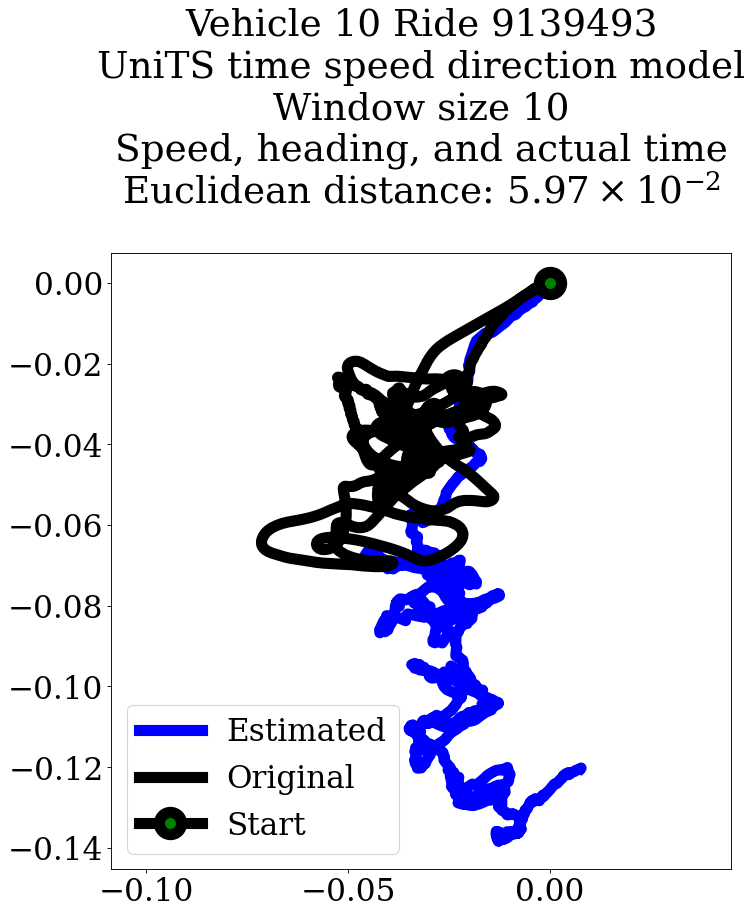 Vehicle 10 Ride 9139493
UniTS time speed direction model
Window size 10
Speed, heading, and actual time
Euclidean distance: 5.97 × 10⁻²
0.00
−0.02
−0.04
−0.06
−0.08
−0.10
−0.12
−0.14
Estimated
Original
Start
−0.10
−0.05
0.00